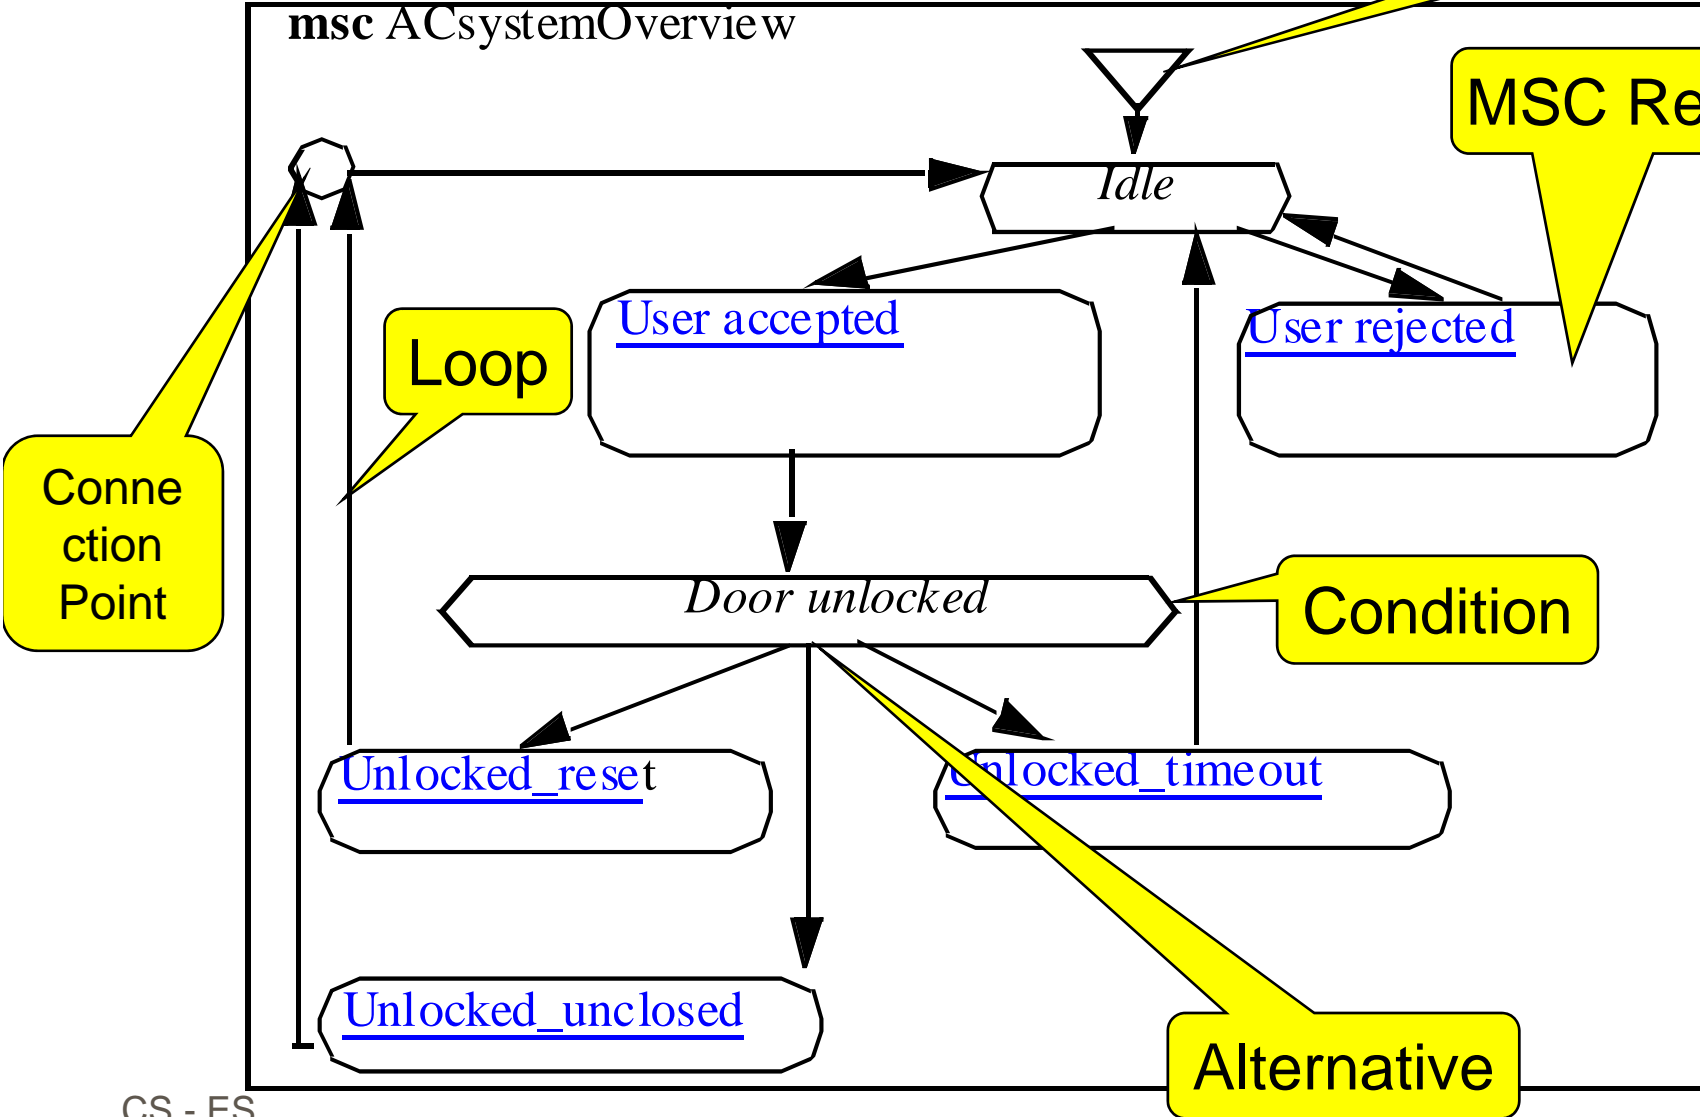 msc ACsystemOverview
MSC Re
Idle
User accepted
User rejected
Loop
Conne
ction
Point
Door unlocked
Condition
Unlocked_reset
Unlocked_timeout
Unlocked_unclosed
Alternative
CS - ES